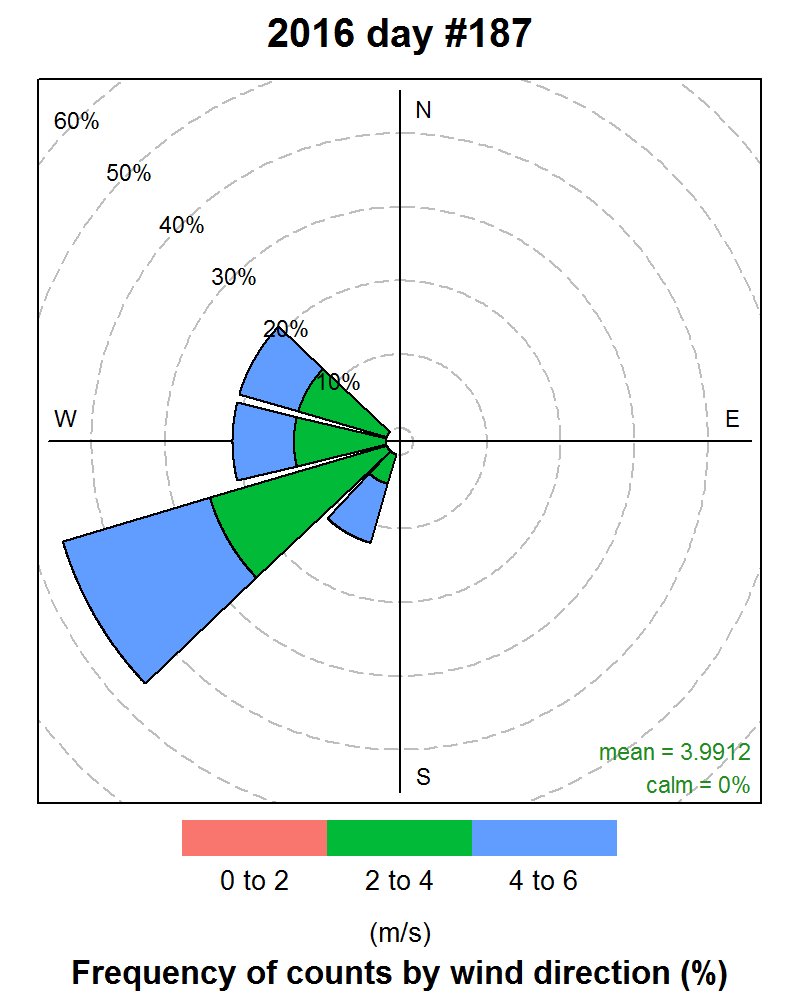 2016 day #187
N
60%
50%
40%
30%
20%
10%
W
E
S
mean = 3.9912
calm = 0%
0 to 2 2 to 4 4 to 6
(m/s)
Frequency of counts by wind direction (%)